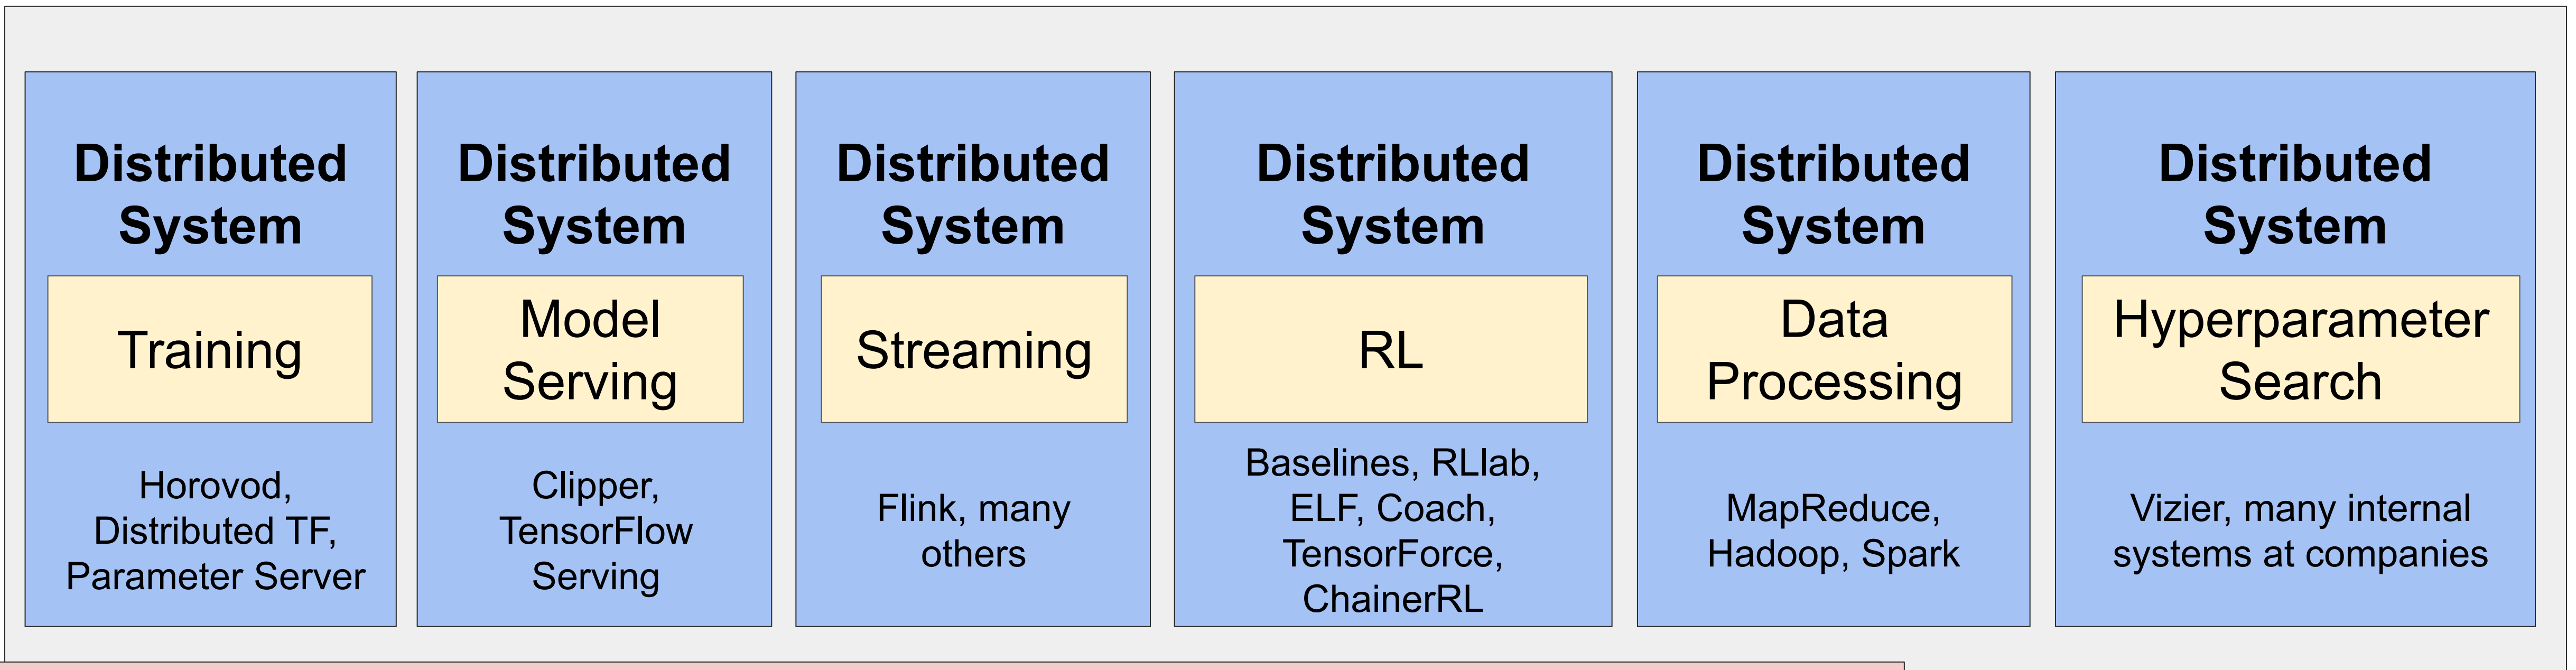 Distributed
System
Training
Horovod,
Distributed TF,
Parameter Server
Distributed
System
Model
Serving
Clipper,
TensorFlow
Serving
Distributed
System
Streaming
Flink, many
others
Distributed
System
RL
Baselines, RLlab,
ELF, Coach,
TensorForce,
ChainerRL
Distributed
System
Data
Processing
MapReduce,
Hadoop, Spark
Distributed
System
Hyperparameter
Search
Vizier, many internal
systems at companies